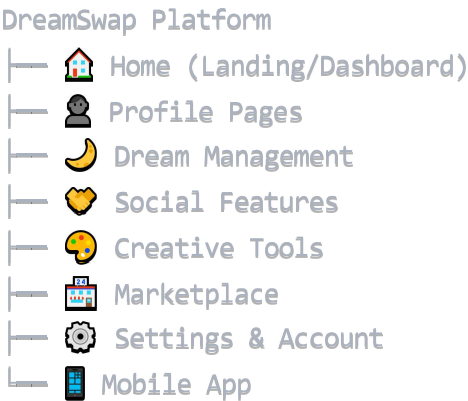 DreamSwap Platform
├── 🏠 Home (Landing/Dashboard)
├── 👤 Profile Pages
├── 🌙 Dream Management
├── 🤝 Social Features
├── 🎨 Creative Tools
├── 🏪 Marketplace
├── ⚙️ Settings & Account
└── 📱 Mobile App